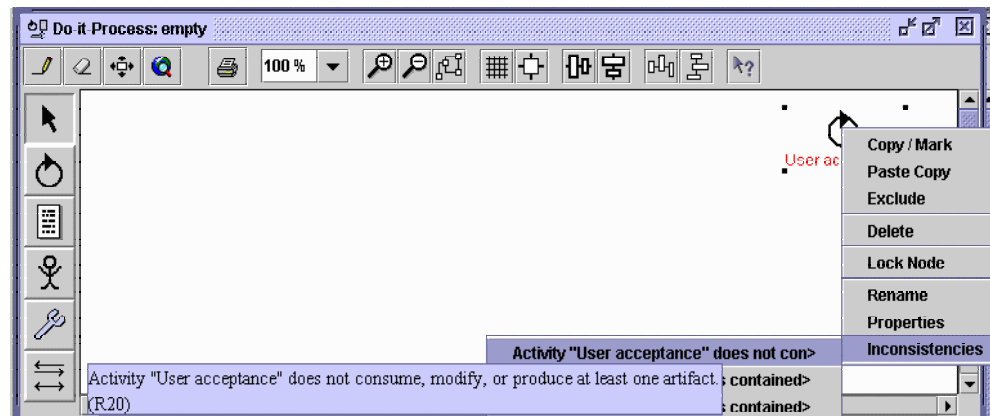 Do-it-Process: empty
100 %
?
User ac
Copy / Mark
Paste Copy
Exclude
Delete
Lock Node
Rename
Properties
Inconsistencies
Activity "User acceptance" does not con>
Activity "User acceptance" does not consume, modify, or produce at least one artifact.
(R20)
contained>
contained>